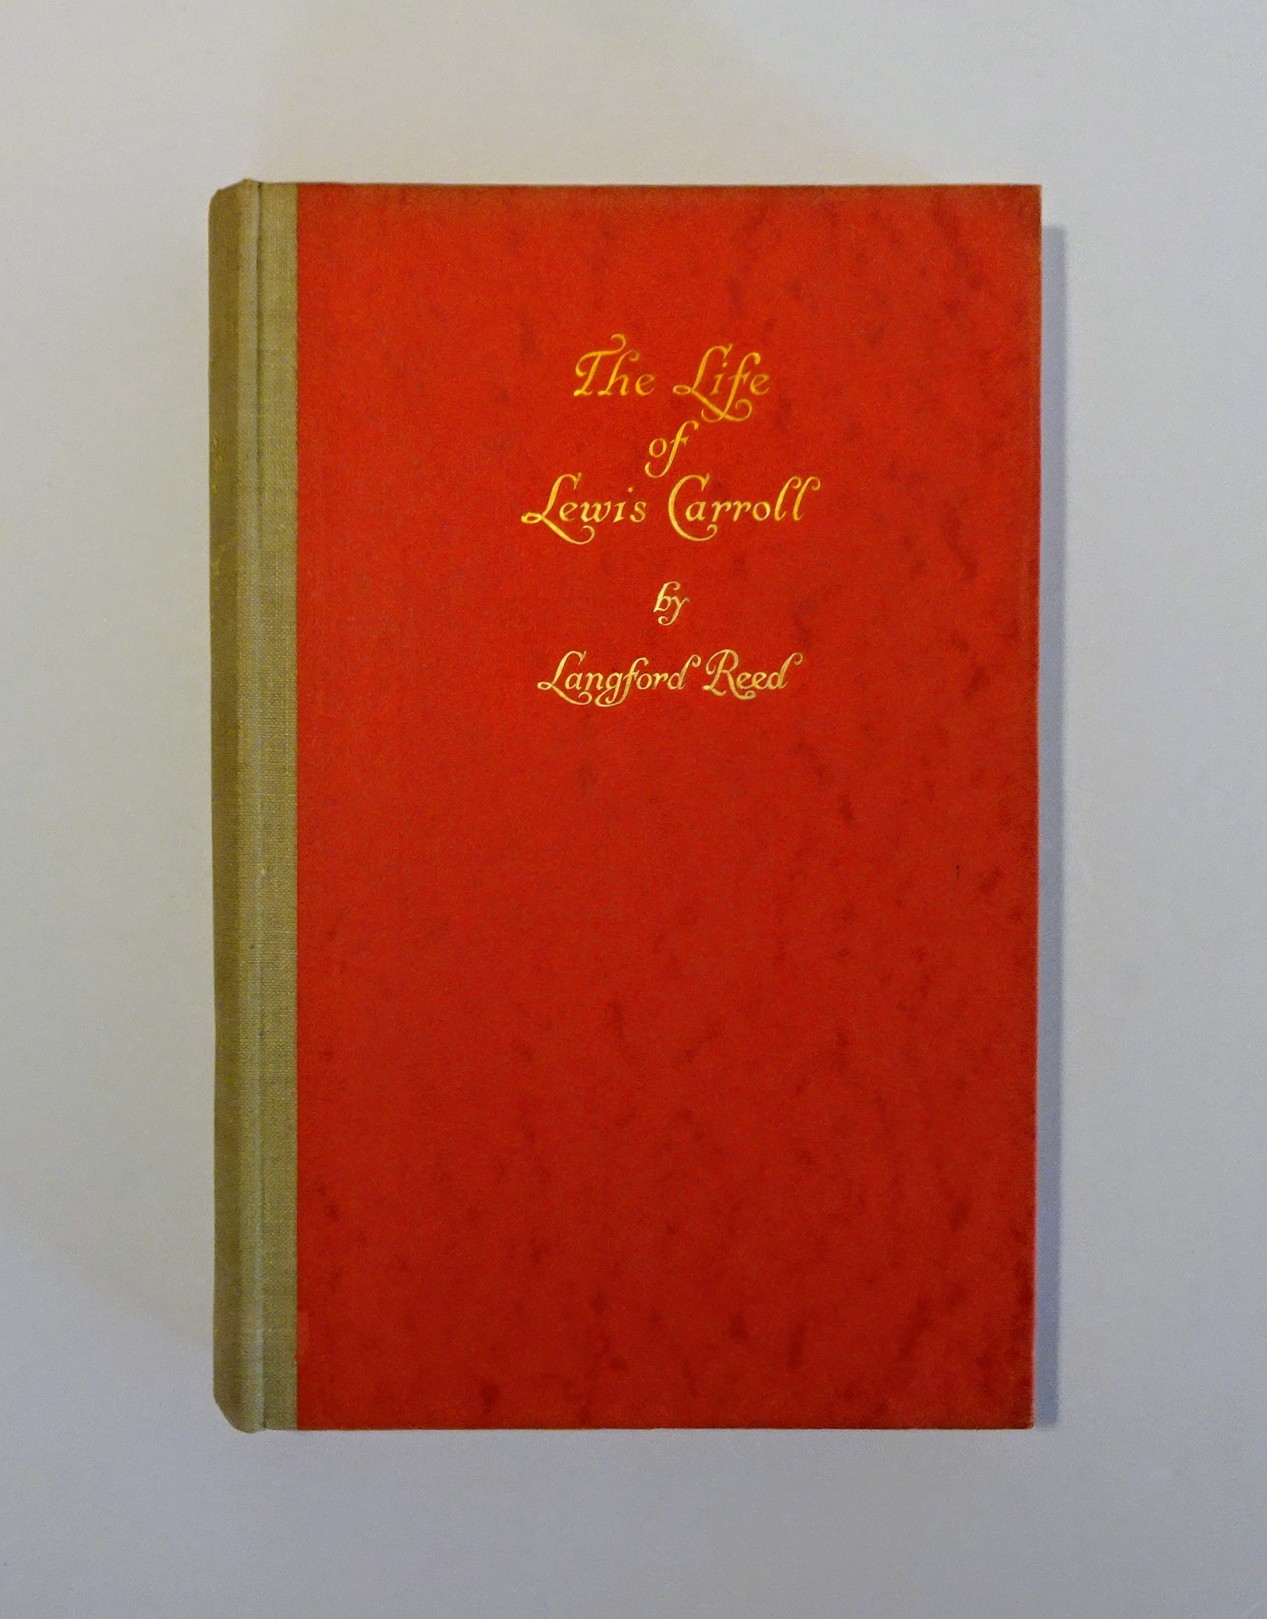 The Life
of
Lewis Carroll
by
Langford Reed